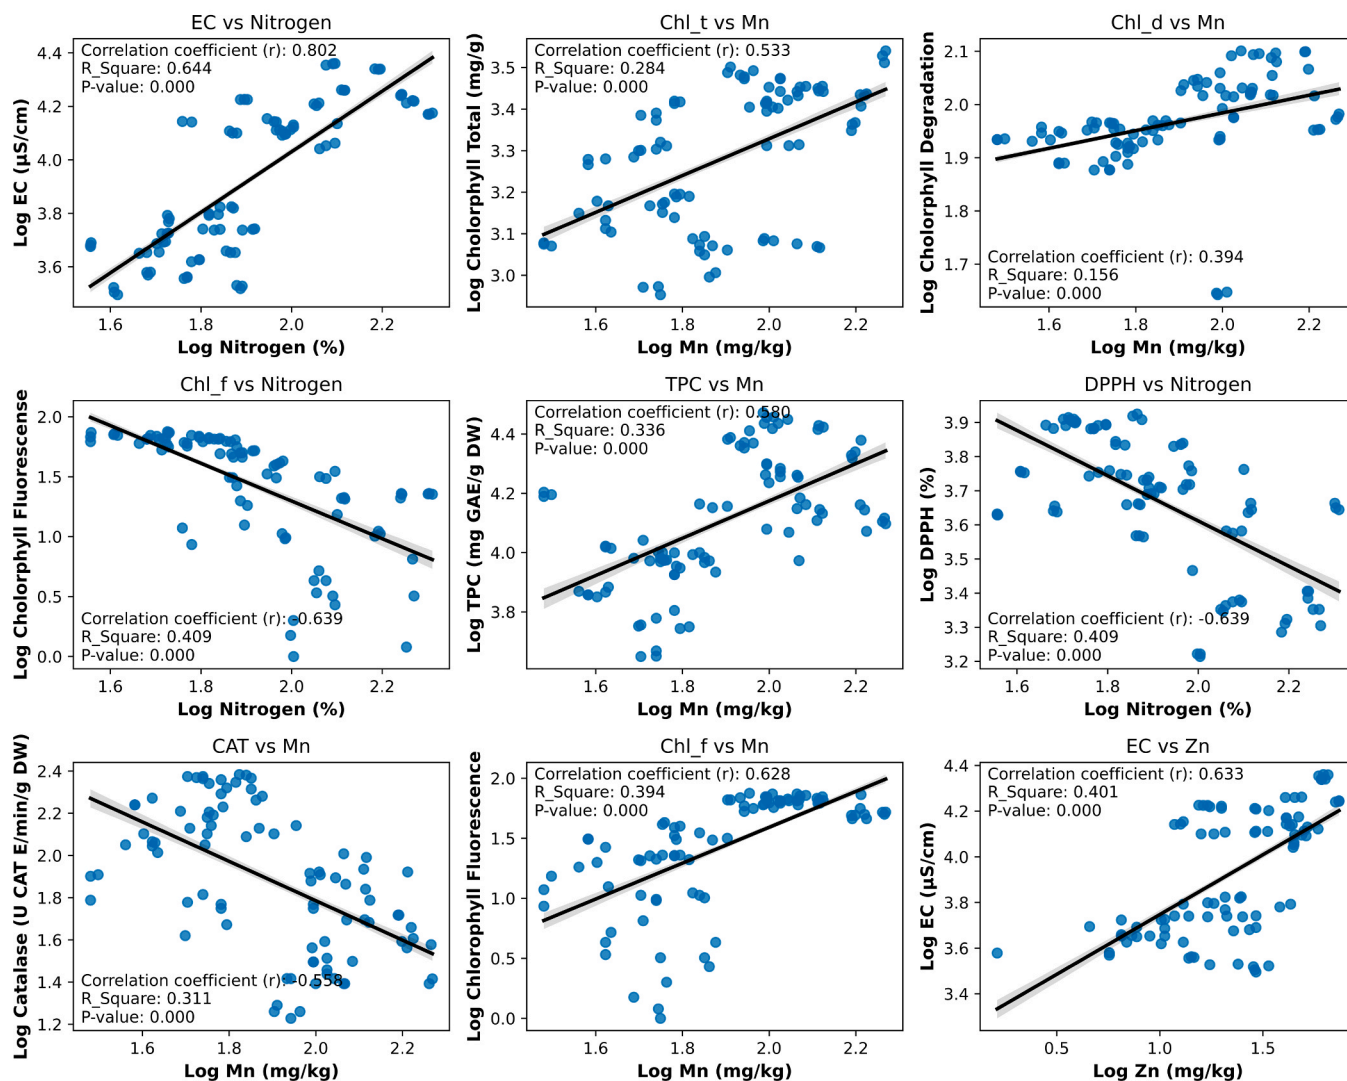 EC vs Nitrogen
Correlation coefficient (r): 0.802
R_Square: 0.644
P-value: 0.000
4.4
4.2
4.0
3.8
3.6
Log EC (µS/cm)
1.6 1.8 2.0 2.2
Log Nitrogen (%)
Chl_t vs Mn
Correlation coefficient (r): 0.533
R_Square: 0.284
P-value: 0.000
3.5
3.4
3.3
3.2
3.1
3.0
Log Cholorphyll Total (mg/g)
1.6 1.8 2.0 2.2
Log Mn (mg/kg)
Chl_d vs Mn
2.1
2.0
1.9
1.8
1.7
Log Cholorphyll Degradation
Correlation coefficient (r): 0.394
R_Square: 0.156
P-value: 0.000
1.6 1.8 2.0 2.2
Log Mn (mg/kg)
Chl_f vs Nitrogen
2.0
1.5
1.0
0.5
0.0
Log Cholorphyll Fluorescense
Correlation coefficient (r): -0.639
R_Square: 0.409
P-value: 0.000
1.6 1.8 2.0 2.2
Log Nitrogen (%)
TPC vs Mn
Correlation coefficient (r): 0.580
R_Square: 0.336
P-value: 0.000
4.4
4.2
4.0
3.8
Log TPC (mg GAE/g DW)
1.6 1.8 2.0 2.2
Log Mn (mg/kg)
DPPH vs Nitrogen
3.9
3.8
3.7
3.6
3.5
3.4
3.3
3.2
Log DPPH (%)
Correlation coefficient (r): -0.639
R_Square: 0.409
P-value: 0.000
1.6 1.8 2.0 2.2
Log Nitrogen (%)
CAT vs Mn
2.4
2.2
2.0
1.8
1.6
1.4
1.2
Log Catalase (U CAT E/min/g DW)
Correlation coefficient (r): -0.558
R_Square: 0.311
P-value: 0.000
1.6 1.8 2.0 2.2
Log Mn (mg/kg)
Chl_f vs Mn
Correlation coefficient (r): 0.628
R_Square: 0.394
P-value: 0.000
2.0
1.5
1.0
0.5
0.0
Log Chlorophyll Fluorescence
1.6 1.8 2.0 2.2
Log Mn (mg/kg)
EC vs Zn
Correlation coefficient (r): 0.633
R_Square: 0.401
P-value: 0.000
4.4
4.2
4.0
3.8
3.6
3.4
Log EC (µS/cm)
0.5 1.0 1.5
Log Zn (mg/kg)